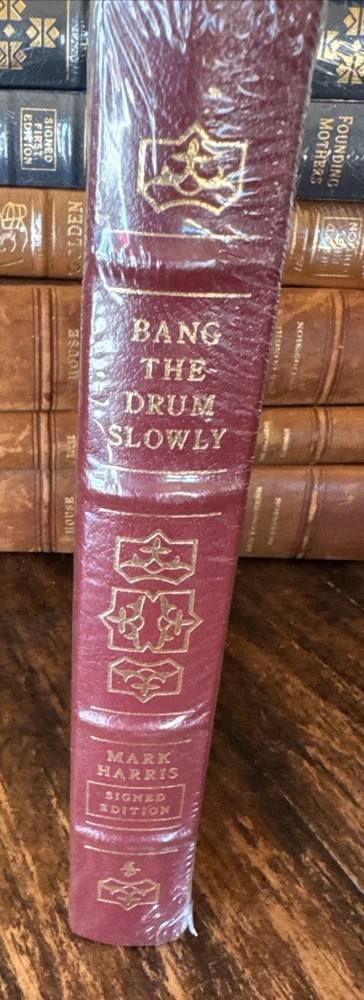 BANG
THE
DRUM
SLOWLY
MARK
HARRIS
SIGNED
EDITION
SIGNED
FIRST
EDITION
FOUNDING
MOTHERS
GOLDEN
HOUSE
HOUSE